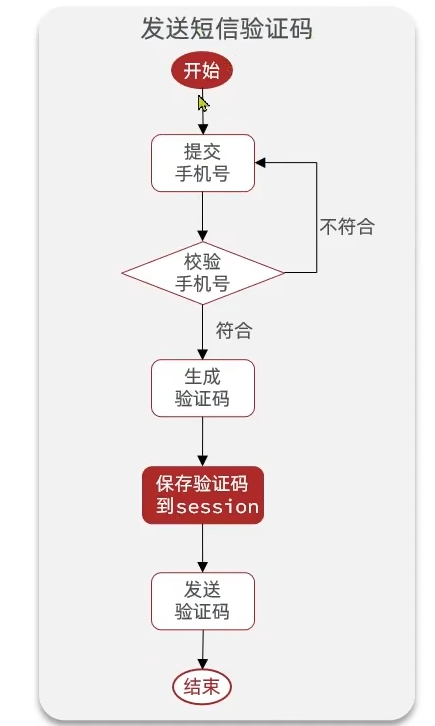 发送短信验证码
开始
提交
手机号
不符合
校验
手机号
符合
生成
验证码
保存验证码
到session
发送
验证码
结束